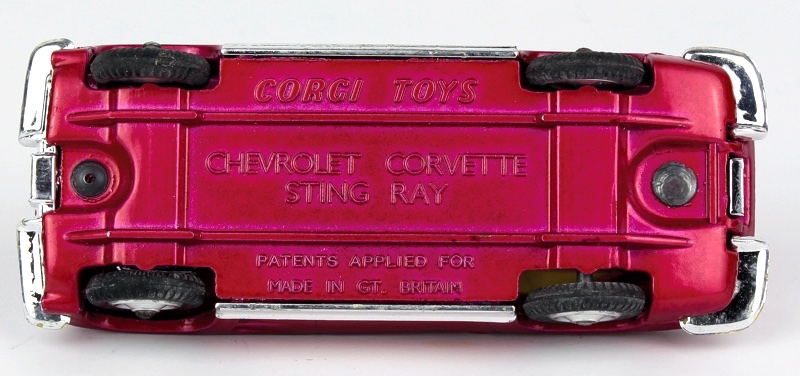 CORGI TOYS
CHEVROLET CORVETTE
STING RAY
PATENTS APPLIED FOR
MADE IN GT. BRITAIN